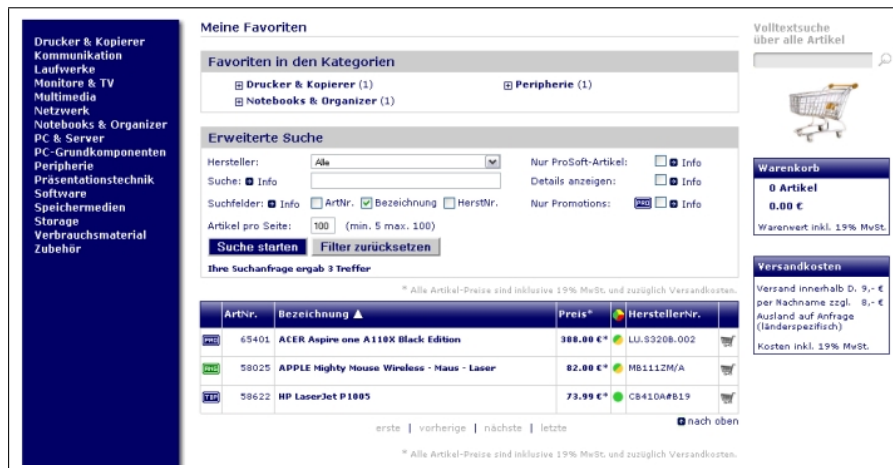 Drucker & Kopierer
Kommunikation
Laufwerke
Monitore & TV
Multimedia
Netzwerk
Notebooks & Organizer
PC & Server
PC-Grundkomponenten
Peripherie
Präsentationstechnik
Software
Speichermedien
Storage
Verbrauchsmaterial
Zubehör
Meine Favoriten
Favoriten in den Kategorien
Drucker & Kopierer (1)
Peripherie (1)
Notebooks & Organizer (1)
Erweiterte Suche
Hersteller: Alle Nur ProSoft-Artikel: Info
Suche: Info Details anzeigen: Info
Suchfelder: Info ArtNr. Bezeichnung HerstNr. Nur Promotions: PRO Info
Artikel pro Seite: 100 (min. 5 max. 100)
Suche starten Filter zurücksetzen
Ihre Suchanfrage ergab 3 Treffer
* Alle Artikel-Preise sind inklusive 19% MwSt. und zuzüglich Versandkosten.
ArtNr. Bezeichnung Preis* HerstellerNr.
PRO 65401 ACER Aspire one A110X Black Edition 388.00 €* LU.S320B.002
58025 APPLE Mighty Mouse Wireless - Maus - Laser 82.00 €* MB111ZM/A
TOP 58622 HP LaserJet P1005 73.99 €* CB410A#B19
nach oben
erste | vorherige | nächste | letzte
* Alle Artikel-Preise sind inklusive 19% MwSt. und zuzüglich Versandkosten.
Volltextsuche
über alle Artikel
Warenkorb
0 Artikel
0.00 €
Warenwert inkl. 19% MwSt.
Versandkosten
Versand innerhalb D. 9,- €
per Nachname zzgl. 8,- €
Ausland auf Anfrage
(länderspezifisch)
Kosten inkl. 19% MwSt.